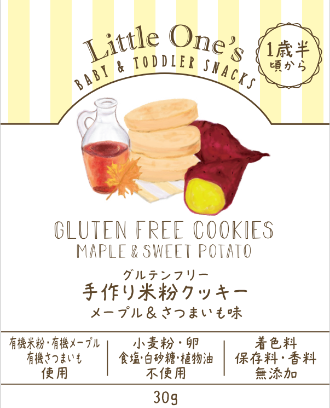 Little One's
BABY & TODDLER SNACKS
1歳半
頃から
GLUTEN FREE COOKIES
MAPLE & SWEET POTATO
グルテンフリー
手作り米粉クッキー
メープル＆さつまいも味
有機米粉・有機メープル
有機さつまいも
使用
小麦粉・卵
食塩・白砂糖・植物油
不使用
着色料
保存料・香料
無添加
30g